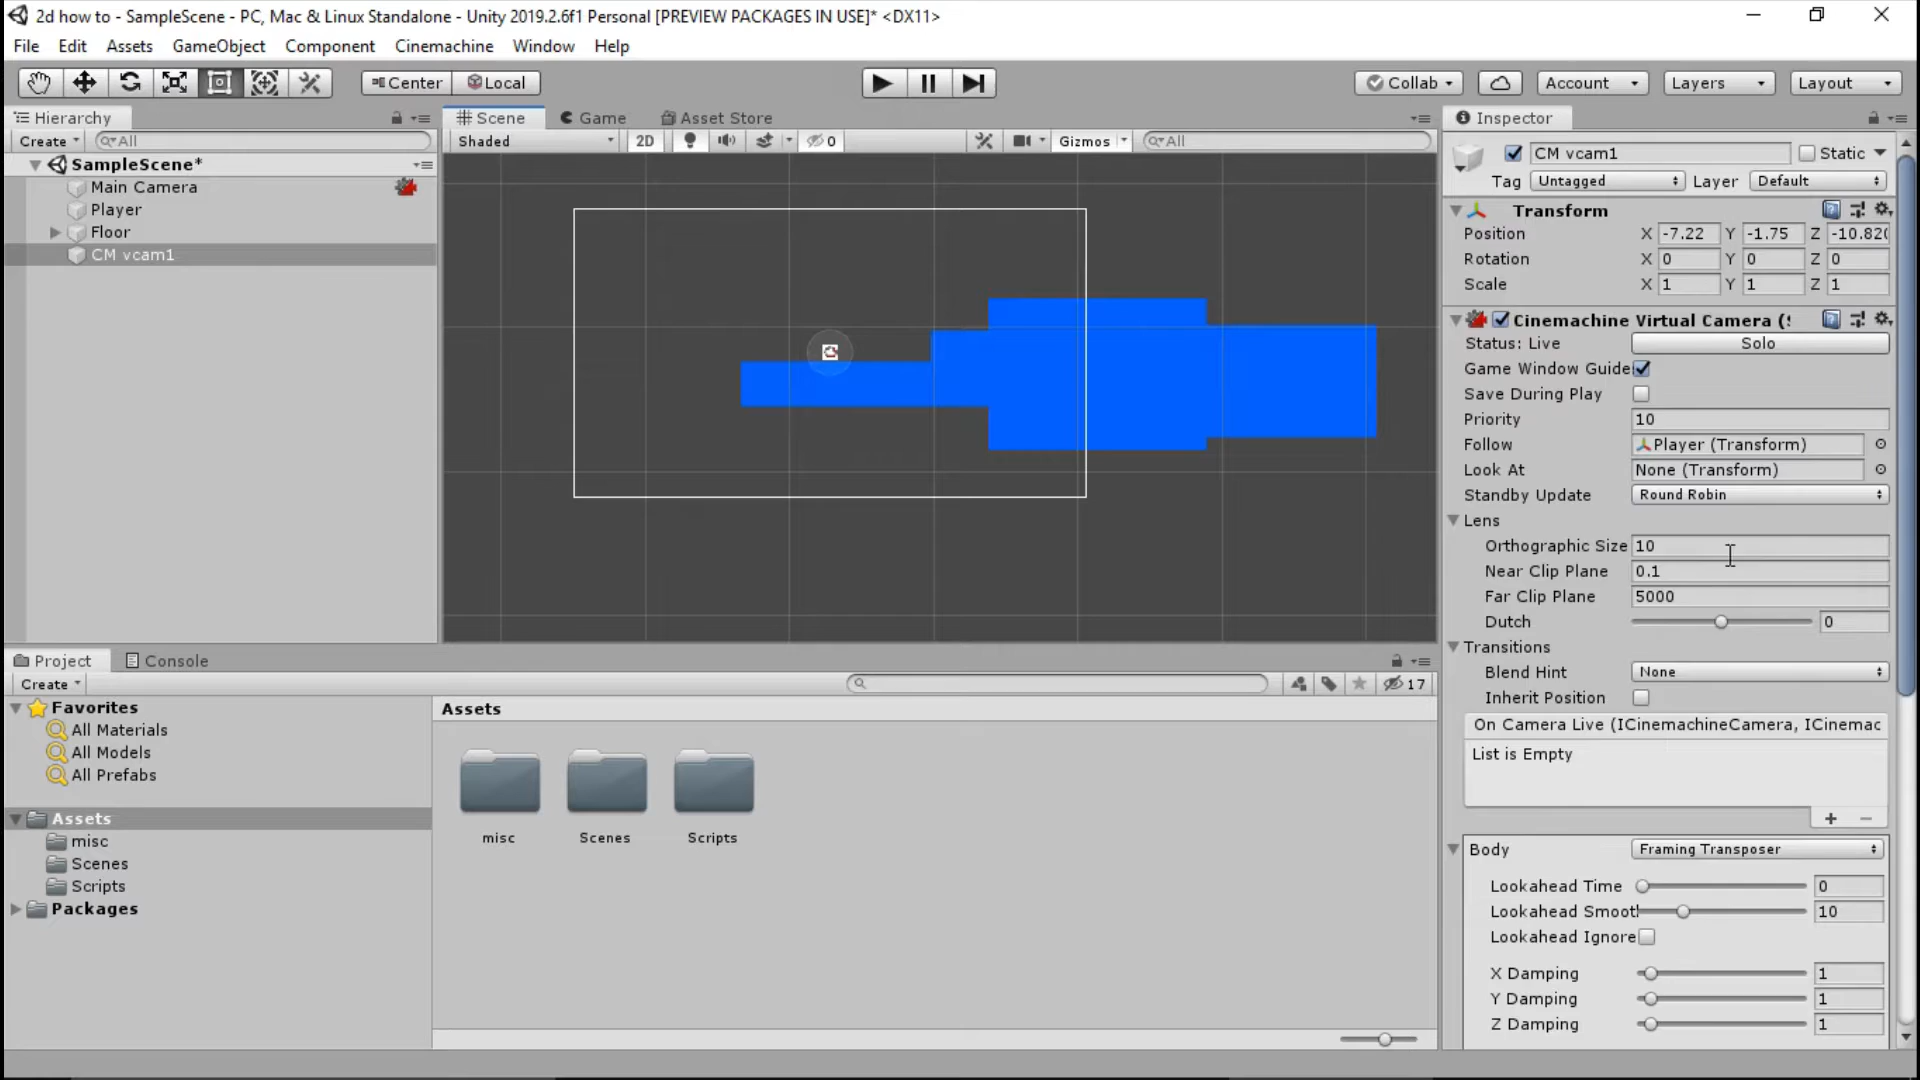 2d how to - SampleScene - PC, Mac & Linux Standalone - Unity 2019.2.6f1 Personal [PREVIEW PACKAGES IN USE]* <DX11>
File Edit Assets GameObject Component Cinemachine Window Help
Center Local Collab Account Layers Layout
Hierarchy
Create All
SampleScene*
Main Camera
Player
Floor
CM vcam1
Scene Game Asset Store
Shaded 2D 0 Gizmos All
Inspector
CM vcam1 Static
Tag Untagged Layer Default
Transform
Position X -7.22 Y -1.75 Z -10.82(
Rotation X 0 Y 0 Z 0
Scale X 1 Y 1 Z 1
Cinemachine Virtual Camera (
Status: Live Solo
Game Window Guide
Save During Play
Priority 10
Follow Player (Transform)
Look At None (Transform)
Standby Update Round Robin
Lens
Orthographic Size 10
Near Clip Plane 0.1
Far Clip Plane 5000
Dutch 0
Transitions
Blend Hint None
Inherit Position
On Camera Live (ICinemachineCamera, ICinemac
List is Empty
+ -
Body Framing Transposer
Lookahead Time 0
Lookahead Smoot 10
Lookahead Ignore
X Damping 1
Y Damping 1
Z Damping 1
Project Console
Create 17
Favorites
All Materials
All Models
All Prefabs
Assets
misc
Scenes
Scripts
Packages
Assets
misc Scenes Scripts